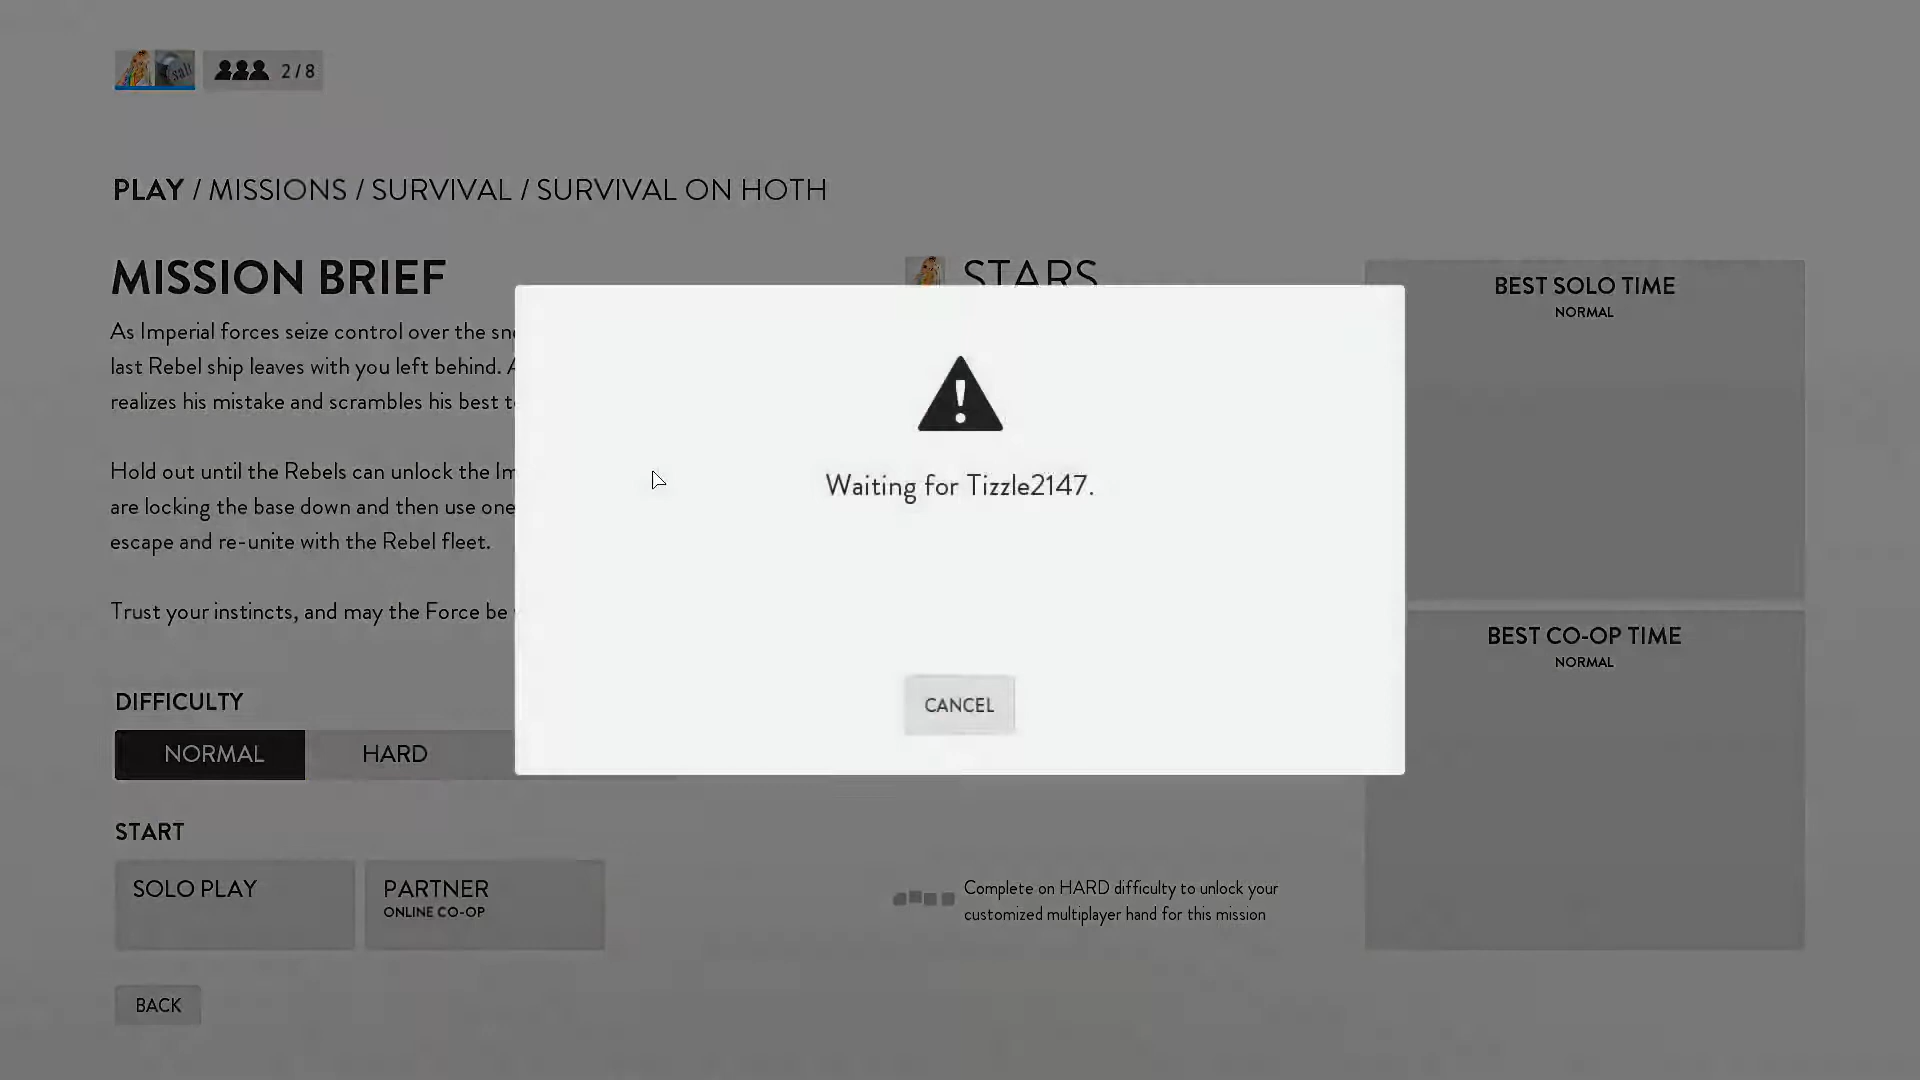 salt
2/8
PLAY / MISSIONS / SURVIVAL / SURVIVAL ON HOTH
MISSION BRIEF
As Imperial forces seize control over the
last Rebel ship leaves with you left behind.
realizes his mistake and scrambles his best
Hold out until the Rebels can unlock the
are locking the base down and then use one
escape and re-unite with the Rebel fleet.
Trust your instincts, and may the Force be
DIFFICULTY
NORMAL
HARD
START
SOLO PLAY
PARTNER
ONLINE CO-OP
BACK
STARS
Waiting for Tizzle2147.
CANCEL
Complete on HARD difficulty to unlock your
customized multiplayer hand for this mission
BEST SOLO TIME
NORMAL
BEST CO-OP TIME
NORMAL